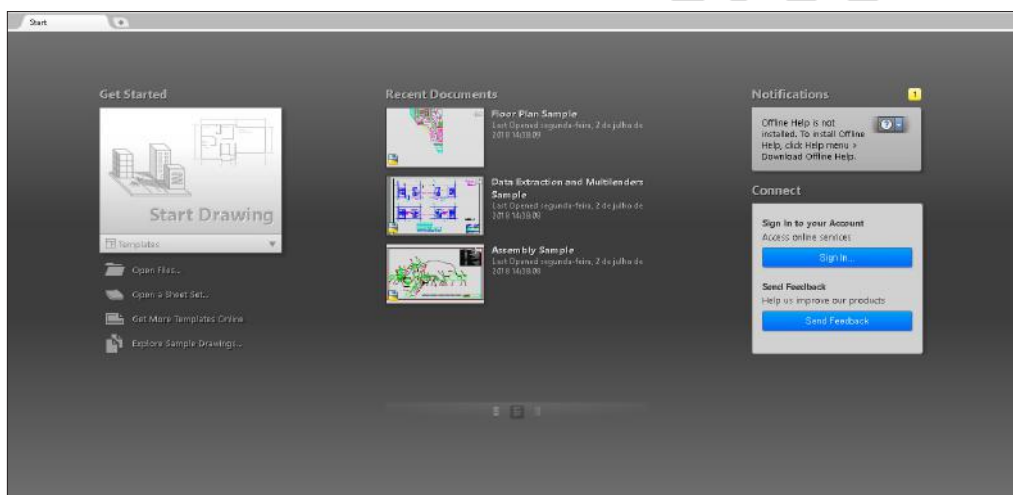 Start
Get Started
Start Drawing
Templates
Open Files...
Open a Sheet Set...
Get More Templates Online
Explore Sample Drawings...
Recent Documents
Floor Plan Sample
Last Opened segunda-feira, 2 de julho de
2018 14:38:09
Data Extraction and Multileaders
Sample
Last Opened segunda-feira, 2 de julho de
2018 14:38:09
Assembly Sample
Last Opened segunda-feira, 2 de julho de
2018 14:38:09
Notifications
1
Offline Help is not
installed. To install Offline
Help, click Help menu >
Download Offline Help.
Connect
Sign in to your Account
Access online services
Sign In...
Send Feedback
Help us improve our products
Send Feedback